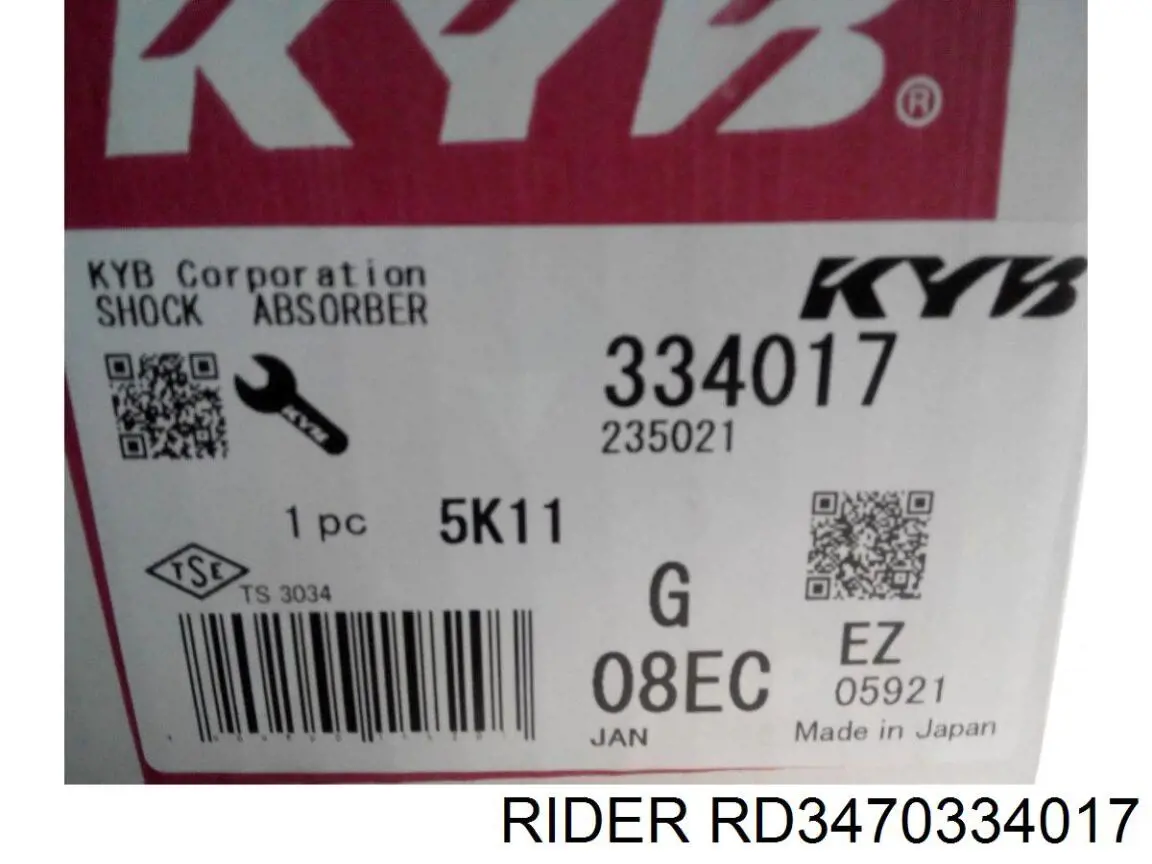 KYB®
KYB Corporation
SHOCK ABSORBER
KYB
334017
235021
KYB
1 pc 5K11
TSE
TS 3034
G
08EC
JAN
EZ
05921
Made in Japan
RIDER RD3470334017